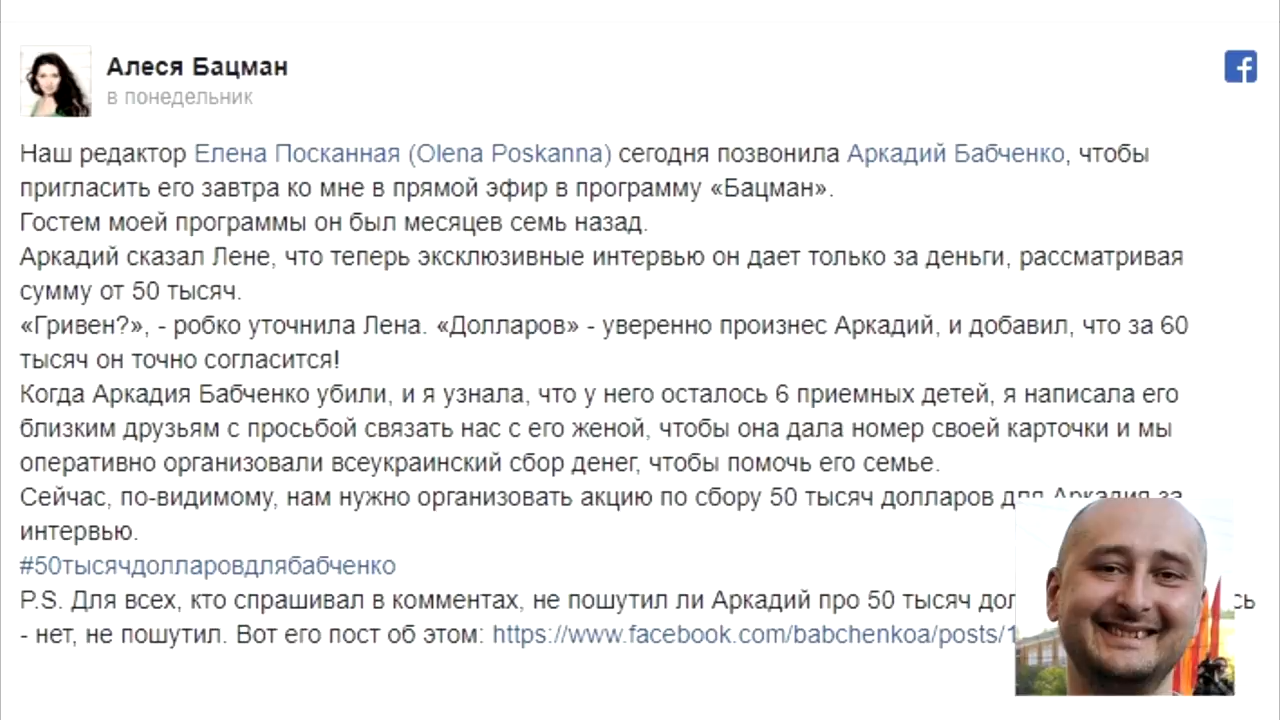 Алеся Бацман
в понедельник
Наш редактор Елена Посканная (Olena Poskanna) сегодня позвонила Аркадий Бабченко, чтобы
пригласить его завтра ко мне в прямой эфир в программу «Бацман».
Гостем моей программы он был месяцев семь назад.
Аркадий сказал Лене, что теперь эксклюзивные интервью он дает только за деньги, рассматривая
сумму от 50 тысяч.
«Гривен?», - робко уточнила Лена. «Долларов» - уверенно произнес Аркадий, и добавил, что за 60
тысяч он точно согласится!
Когда Аркадия Бабченко убили, и я узнала, что у него осталось 6 приемных детей, я написала его
близким друзьям с просьбой связать нас с его женой, чтобы она дала номер своей карточки и мы
оперативно организовали всеукраинский сбор денег, чтобы помочь его семье.
Сейчас, по-видимому, нам нужно организовать акцию по сбору 50 тысяч долларов для Аркадия за
интервью.
#50тысячдолларовдлябабченко
P.S. Для всех, кто спрашивал в комментах, не пошутил ли Аркадий про 50 тысяч
- нет, не пошутил. Вот его пост об этом: https://www.facebook.com/babchenkoa/posts/1